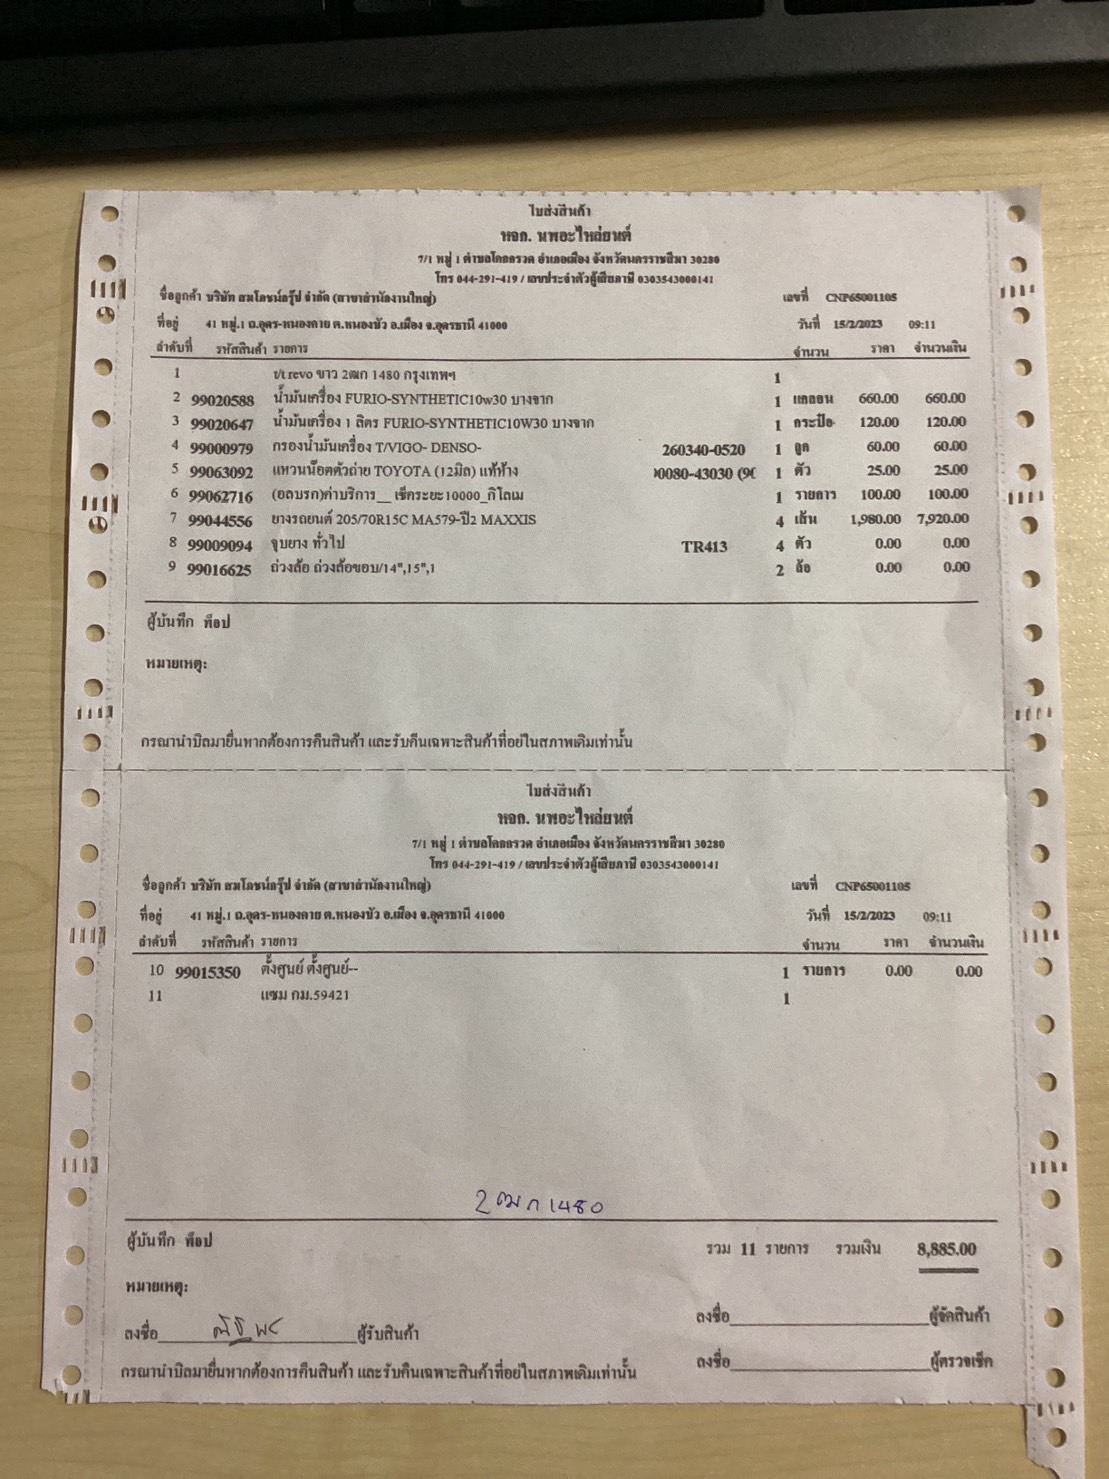 ใบส่งสินค้า
หจก. นพอะไหล่ยนต์
7/1 หมู่ 1 ตำบลโคกกรวด อำเภอเมือง จังหวัดนครราชสีมา 30280
โทร 044-291-419 / เลขประจำตัวผู้เสียภาษี 0303543000141
ชื่อลูกค้า บริษัท สมโภชน์กรุ๊ป จำกัด (สาขาสำนักงานใหญ่) เลขที่ CNP65001105
ที่อยู่ 41 หมู่.1 ถ.อุดร-หนองคาย ต.หนองบัว อ.เมือง จ.อุดรธานี 41000 วันที่ 15/2/2023 09:11
ลำดับที่ รหัสสินค้า รายการ จำนวน ราคา จำนวนเงิน
1 t/t revo ขาว 2ฒก 1480 กรุงเทพฯ 1
2 99020588 น้ำมันเครื่อง FURIO-SYNTHETIC10w30 บางจาก 1 แกลอน 660.00 660.00
3 99020647 น้ำมันเครื่อง 1 ลิตร FURIO-SYNTHETIC10W30 บางจาก 1 กระป๋อ 120.00 120.00
4 99000979 กรองน้ำมันเครื่อง T/VIGO- DENSO- 260340-0520 1 ลูก 60.00 60.00
5 99063092 แหวนน๊อตตัวถ่าย TOYOTA (12มิล) แท้ห้าง 0080-43030 (9 1 ตัว 25.00 25.00
6 99062716 (อลบรก)ค่าบริการ__ เช็คระยะ10000_กิโลเม 1 รายการ 100.00 100.00
7 99044556 ยางรถยนต์ 205/70R15C MA579-ปี2 MAXXIS 4 เส้น 1,980.00 7,920.00
8 99009094 จุบยาง ทั่วไป TR413 4 ตัว 0.00 0.00
9 99016625 ถ่วงล้อ ถ่วงล้อขอบ/14",15",1 2 ล้อ 0.00 0.00
ผู้บันทึก ท็อป
หมายเหตุ:
กรุณานำบิลมายื่นหากต้องการคืนสินค้า และรับคืนเฉพาะสินค้าที่อยู่ในสภาพเดิมเท่านั้น
ใบส่งสินค้า
หจก. นพอะไหล่ยนต์
7/1 หมู่ 1 ตำบลโคกกรวด อำเภอเมือง จังหวัดนครราชสีมา 30280
โทร 044-291-419 / เลขประจำตัวผู้เสียภาษี 0303543000141
ชื่อลูกค้า บริษัท สมโภชน์กรุ๊ป จำกัด (สาขาสำนักงานใหญ่) เลขที่ CNP65001105
ที่อยู่ 41 หมู่.1 ถ.อุดร-หนองคาย ต.หนองบัว อ.เมือง จ.อุดรธานี 41000 วันที่ 15/2/2023 09:11
ลำดับที่ รหัสสินค้า รายการ จำนวน ราคา จำนวนเงิน
10 99015350 ตั้งศูนย์ ตั้งศูนย์-- 1 รายการ 0.00 0.00
11 แซม กม.59421 1
2ฒก 1480
ผู้บันทึก ท็อป รวม 11 รายการ รวมเงิน 8,885.00
หมายเหตุ:
ลงชื่อ ผู้จัดสินค้า
ลงชื่อ ผู้รับสินค้า
ลงชื่อ ผู้ตรวจเช็ค
กรุณานำบิลมายื่นหากต้องการคืนสินค้า และรับคืนเฉพาะสินค้าที่อยู่ในสภาพเดิมเท่านั้น